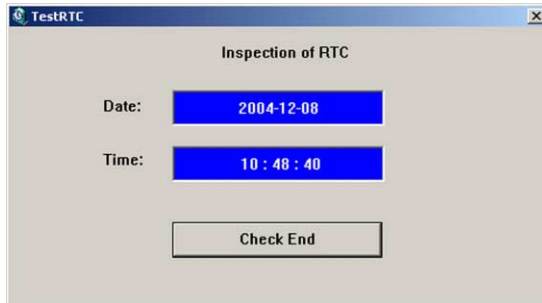 TestRTC
Inspection of RTC
Date: 2004-12-08
Time: 10 : 48 : 40
Check End